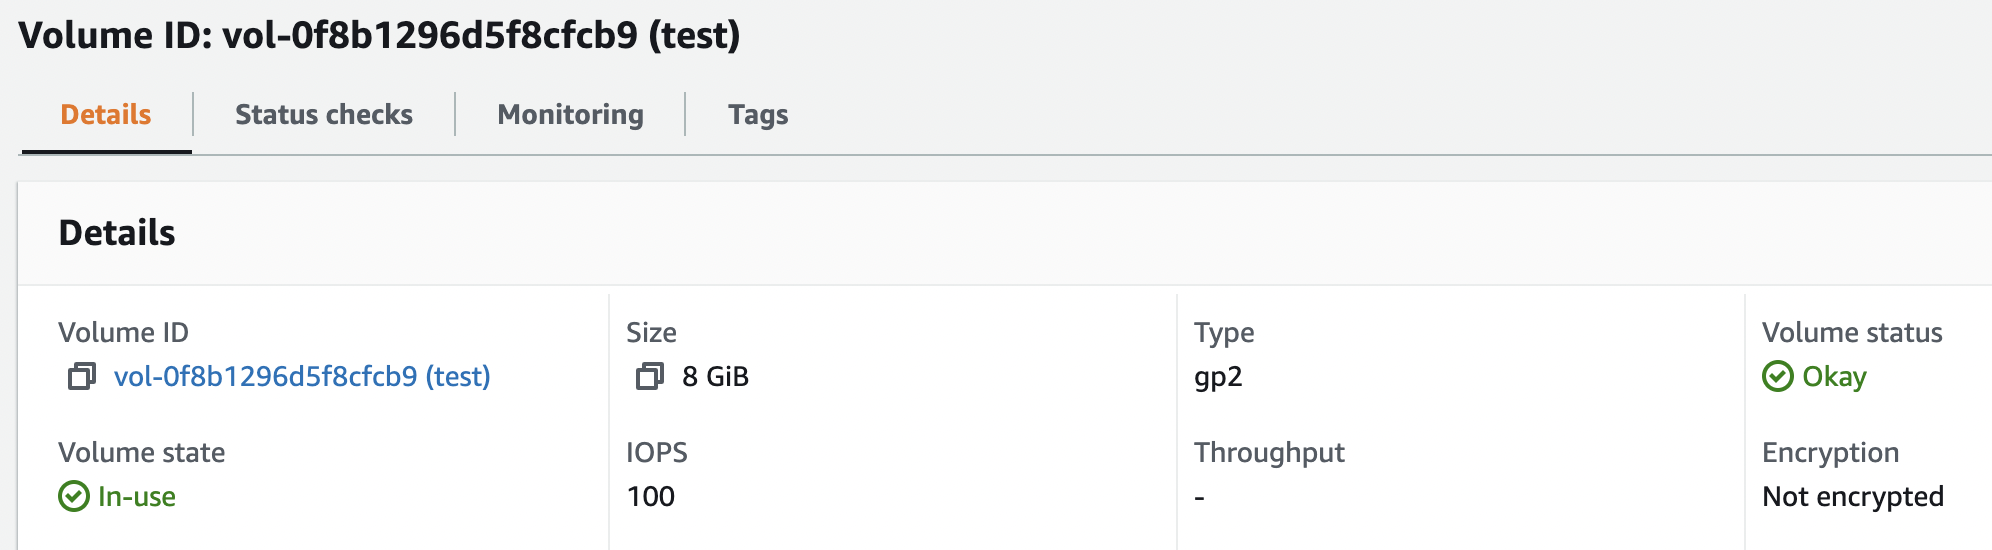 Volume ID: vol-0f8b1296d5f8cfcb9 (test)
Details
Status checks
Monitoring
Tags
Details
Volume ID
vol-0f8b1296d5f8cfcb9 (test)
Size
8 GiB
Type
gp2
Volume status
Okay
Volume state
In-use
IOPS
100
Throughput
-
Encryption
Not encrypted